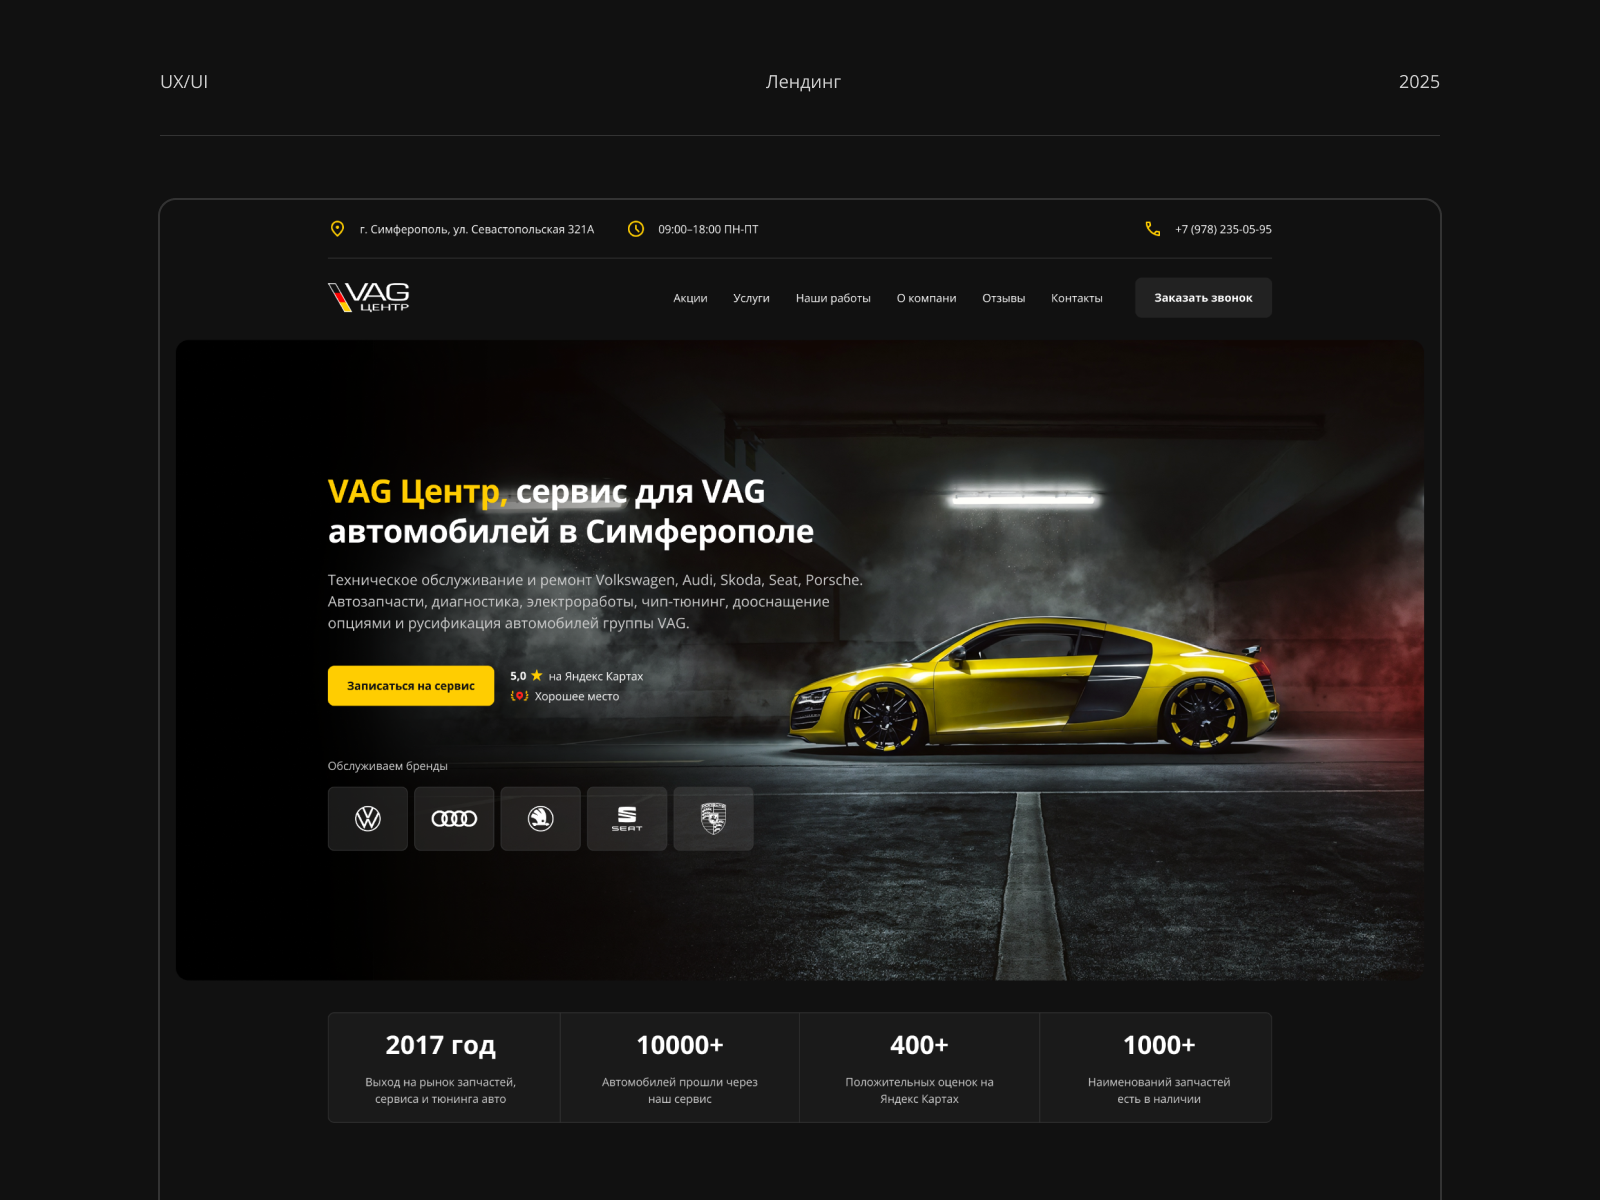 UX/UI
Лендинг
2025
г. Симферополь, ул. Севастопольская 321А
09:00–18:00 ПН-ПТ
+7 (978) 235-05-95
VAG
ЦЕНТР
Акции
Услуги
Наши работы
О компани
Отзывы
Контакты
Заказать звонок
VAG Центр, сервис для VAG
автомобилей в Симферополе
Техническое обслуживание и ремонт Volkswagen, Audi, Skoda, Seat, Porsche.
Автозапчасти, диагностика, электроработы, чип-тюнинг, дооснащение
опциями и русификация автомобилей группы VAG.
Записаться на сервис
5,0 на Яндекс Картах
Хорошее место
Обслуживаем бренды
SEAT
2017 год
Выход на рынок запчастей,
сервиса и тюнинга авто
10000+
Автомобилей прошли через
наш сервис
400+
Положительных оценок на
Яндекс Картах
1000+
Наименований запчастей
есть в наличии